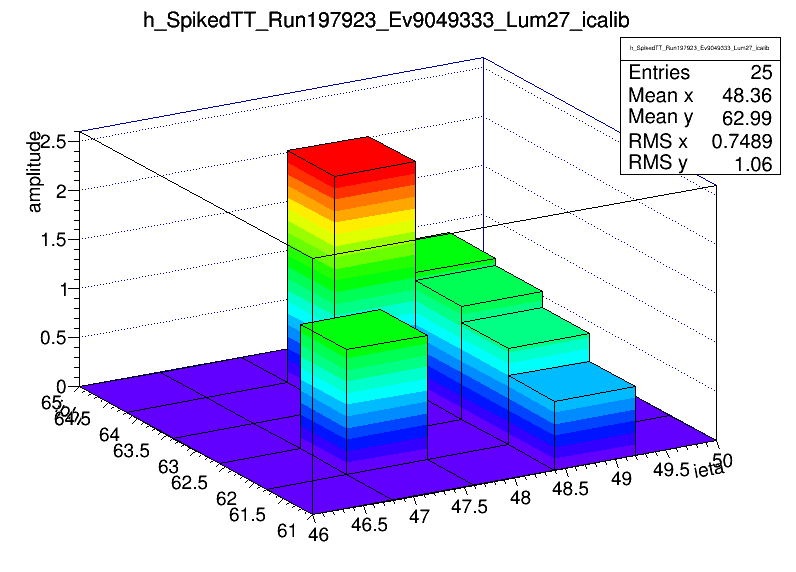 h_SpikedTT_Run197923_Ev9049333_Lum27_icalib
h_SpikedTT_Run197923_Ev9049333_Lum27_icalib
Entries 25
Mean x 48.36
Mean y 62.99
RMS x 0.7489
RMS y 1.06
amplitude
2.5
2
1.5
1
0.5
0
65
64.5
64
63.5
63
62.5
62
61.5
61
46
46.5
47
47.5
48
48.5
49
49.5
50
ieta